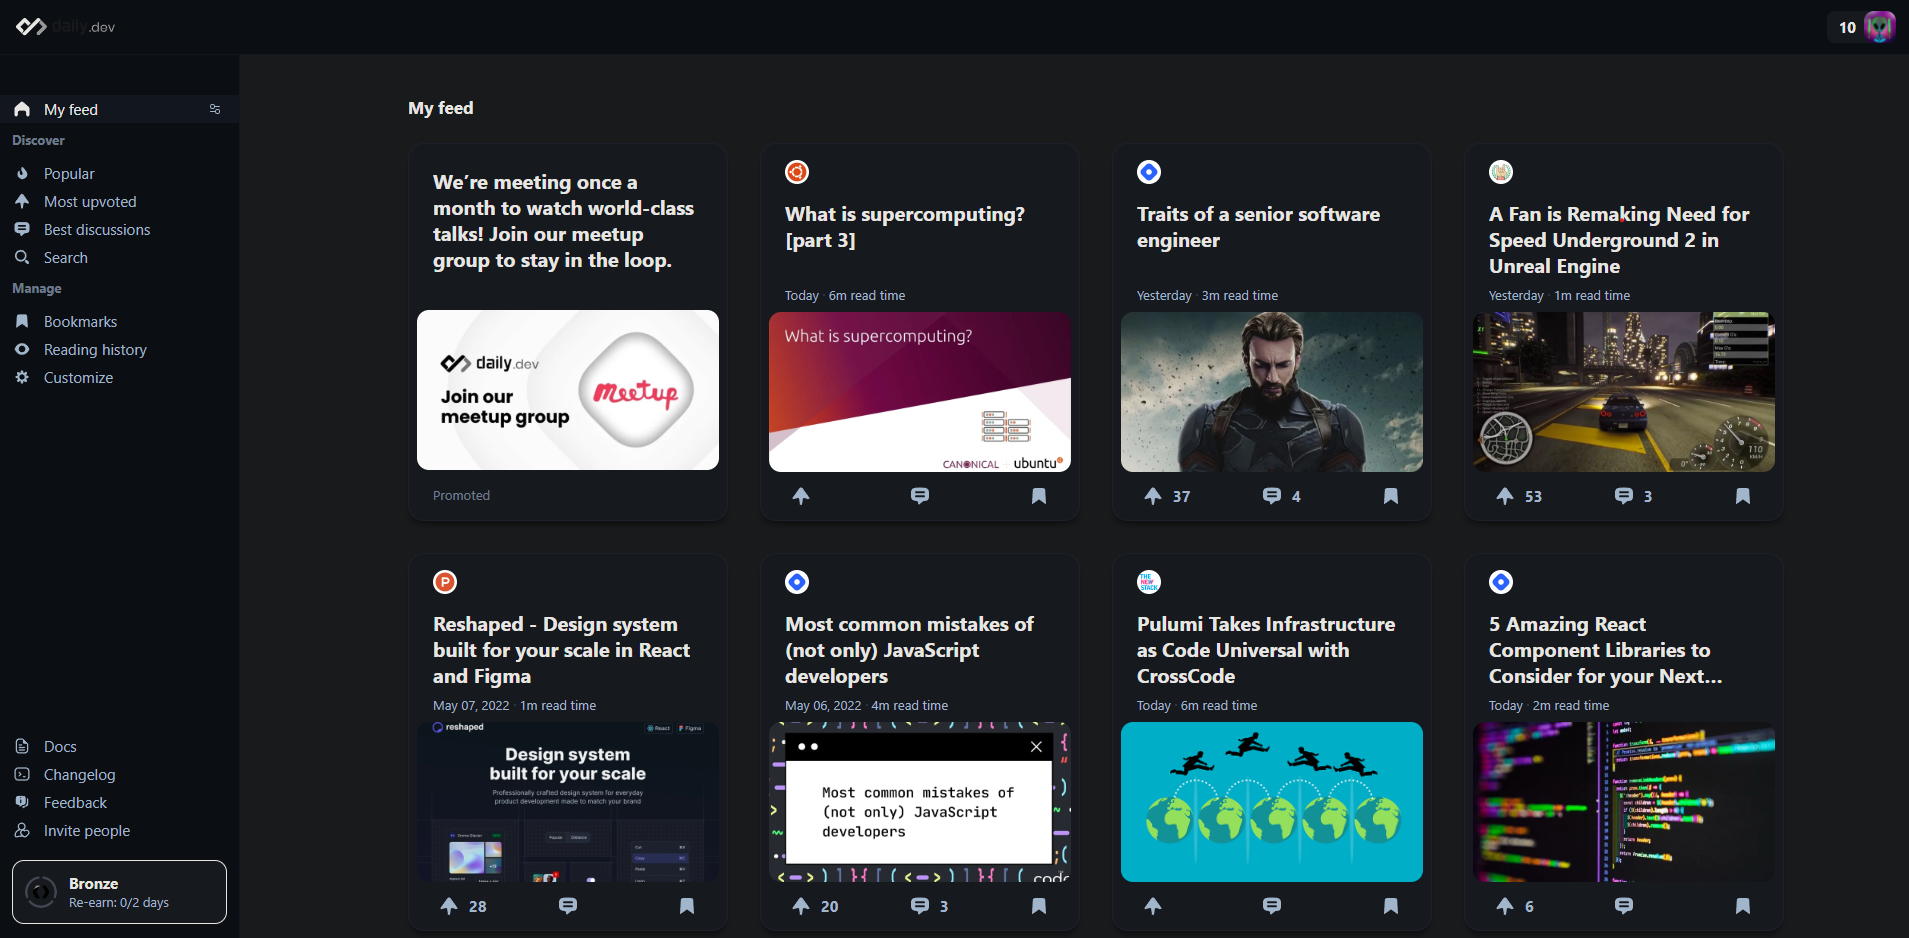 daily.dev
10
My feed
Discover
Popular
Most upvoted
Best discussions
Search
Manage
Bookmarks
Reading history
Customize
Docs
Changelog
Feedback
Invite people
Bronze
Re-earn: 0/2 days
My feed
We’re meeting once a
month to watch world-class
talks! Join our meetup
group to stay in the loop.
daily.dev
Join our
meetup group
Meetup
Promoted
What is supercomputing?
[part 3]
Today · 6m read time
What is supercomputing?
CANONICAL
ubuntu
Traits of a senior software
engineer
Yesterday · 3m read time
37
4
A Fan is Remaking Need for
Speed Underground 2 in
Unreal Engine
Yesterday · 1m read time
110
53
3
P
Reshaped - Design system
built for your scale in React
and Figma
May 07, 2022 · 1m read time
reshaped
React
Figma
Design system
built for your scale
Professionally crafted design system for everyday
product development made to match your brand
28
Most common mistakes of
(not only) JavaScript
developers
May 06, 2022 · 4m read time
Most common mistakes of
(not only) JavaScript
developers
20
3
THE
NEW
STACK
Pulumi Takes Infrastructure
as Code Universal with
CrossCode
Today · 6m read time
5 Amazing React
Component Libraries to
Consider for your Next...
Today · 2m read time
6